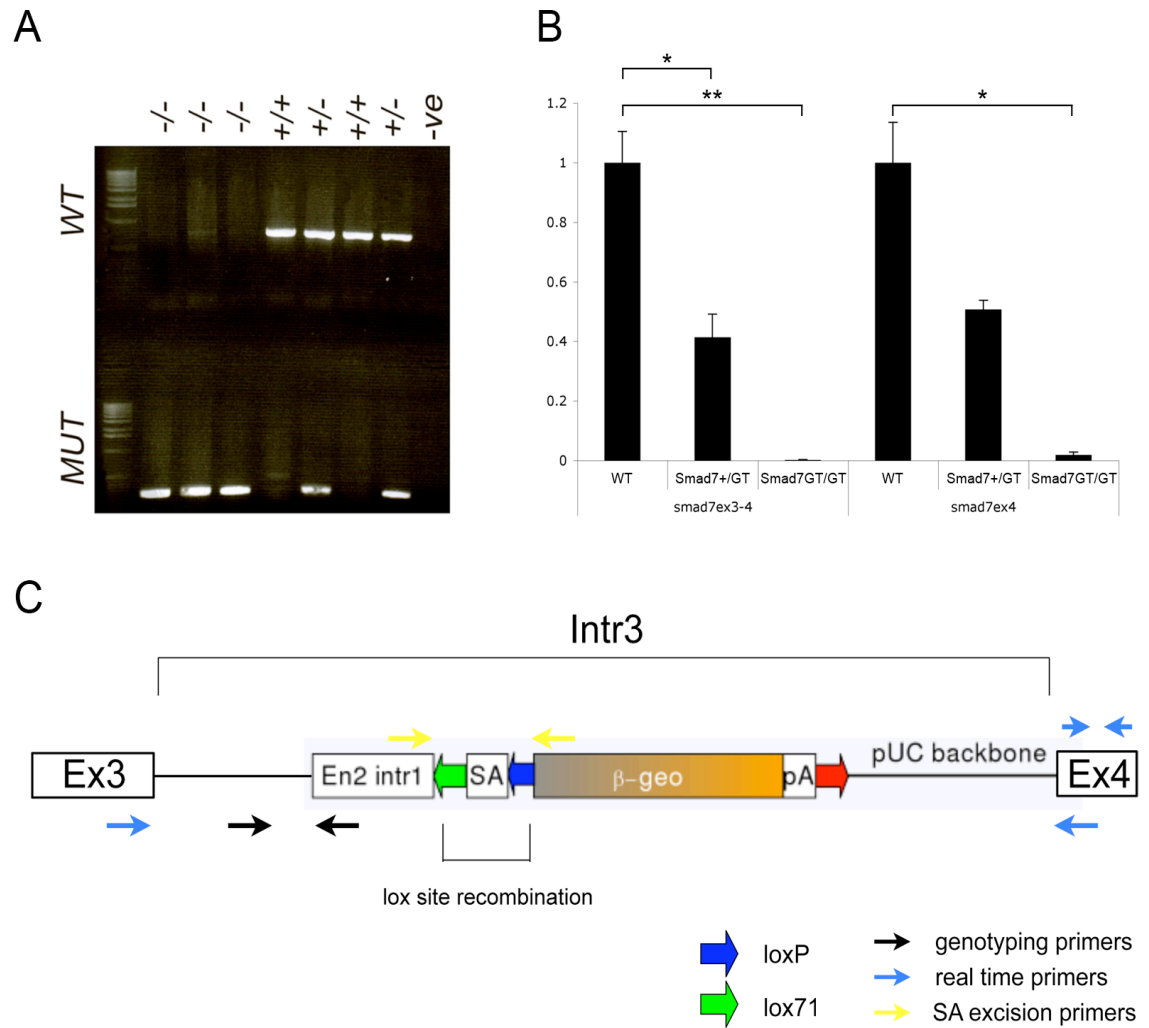 A
-/-
-/-
-/-
+/+
+/-
+/+
+/-
-ve
WT
MUT
B
*
**
*
1.2
1
0.8
0.6
0.4
0.2
0
WT
Smad7+/GT
Smad7GT/GT
WT
Smad7+/GT
Smad7GT/GT
smad7ex3-4
smad7ex4
C
Intr3
Ex3
En2 intr1
SA
β-geo
pA
pUC backbone
Ex4
lox site recombination
loxP
lox71
genotyping primers
real time primers
SA excision primers